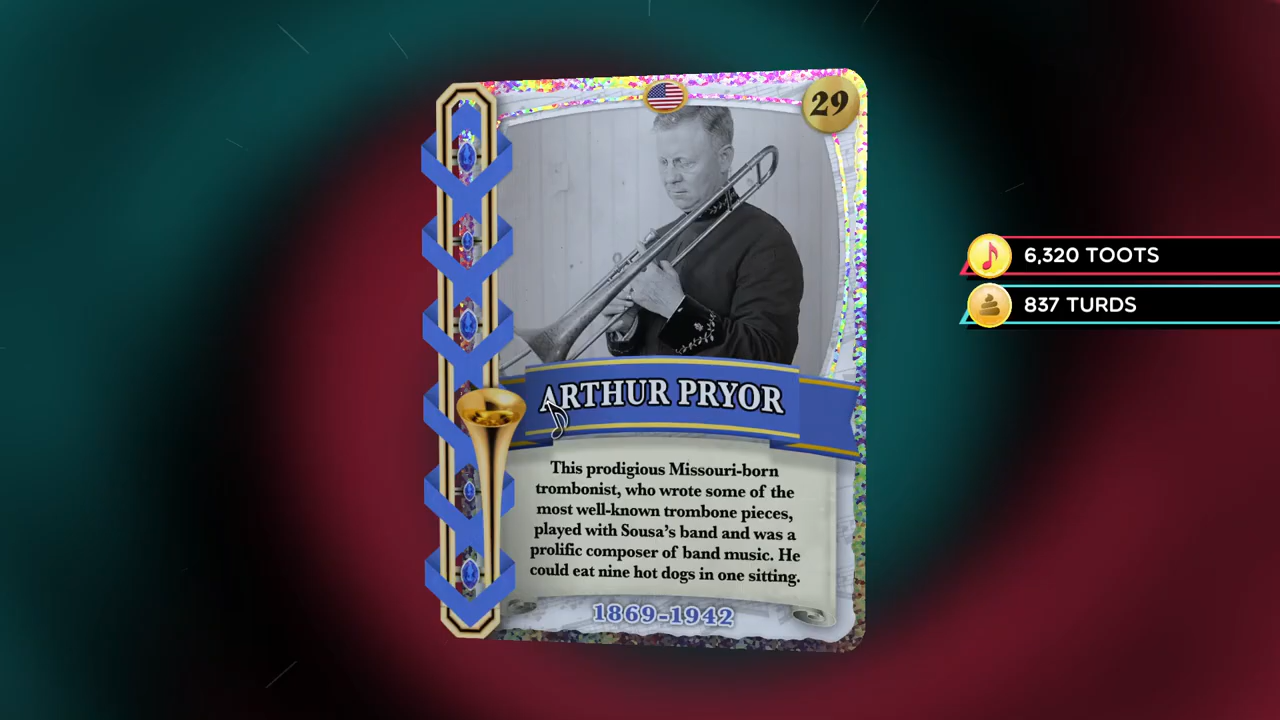 29
6,320 TOOTS
837 TURDS
ARTHUR PRYOR
This prodigious Missouri-born
trombonist, who wrote some of the
most well-known trombone pieces,
played with Sousa's band and was a
prolific composer of band music. He
could eat nine hot dogs in one sitting.
1869-1942